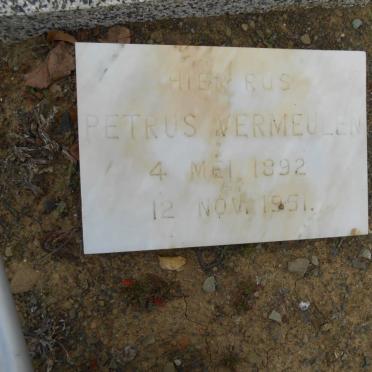 HIER RUS
PETRUS VERMEULEN
4 MEI 1892
12 NOV. 1951.